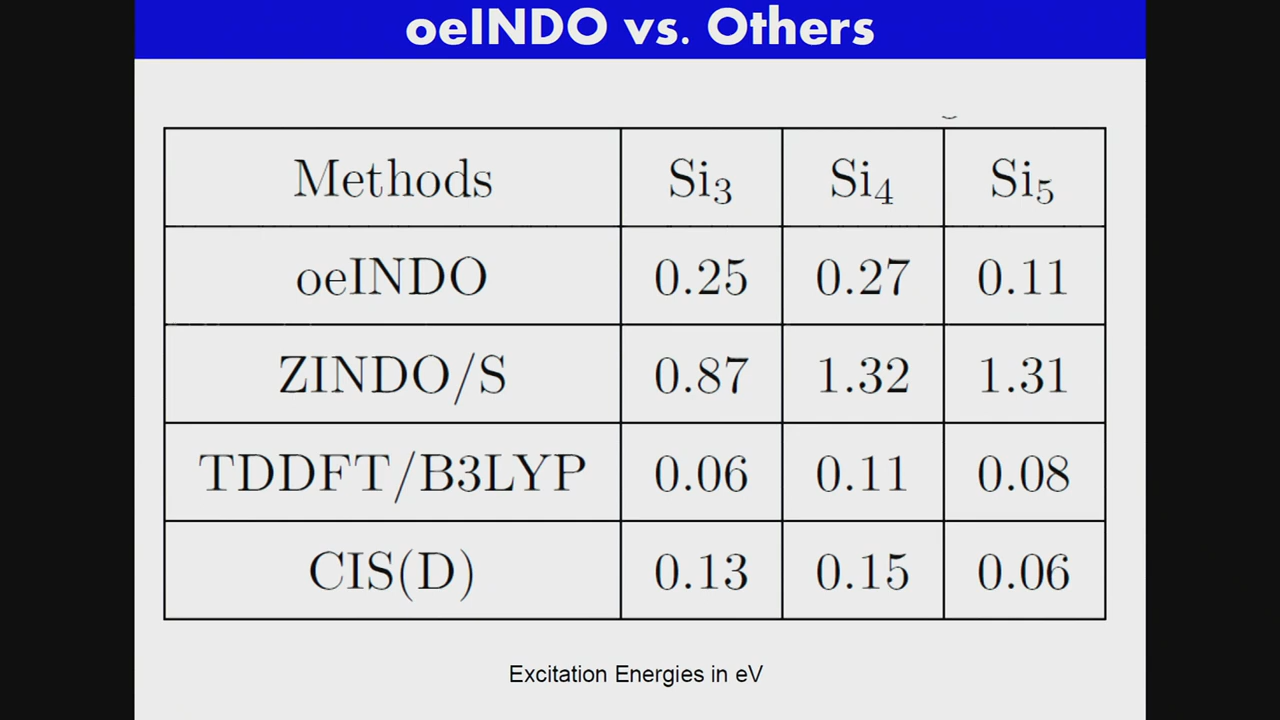 oeINDO vs. Others
Methods Si₃ Si₄ Si₅
oeINDO 0.25 0.27 0.11
ZINDO/S 0.87 1.32 1.31
TDDFT/B3LYP 0.06 0.11 0.08
CIS(D) 0.13 0.15 0.06
Excitation Energies in eV